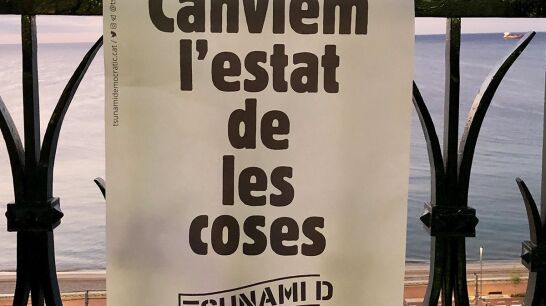 Canviem
l'estat
de
les
coses
TSUNAMI D
tsunamidemocratic.cat /